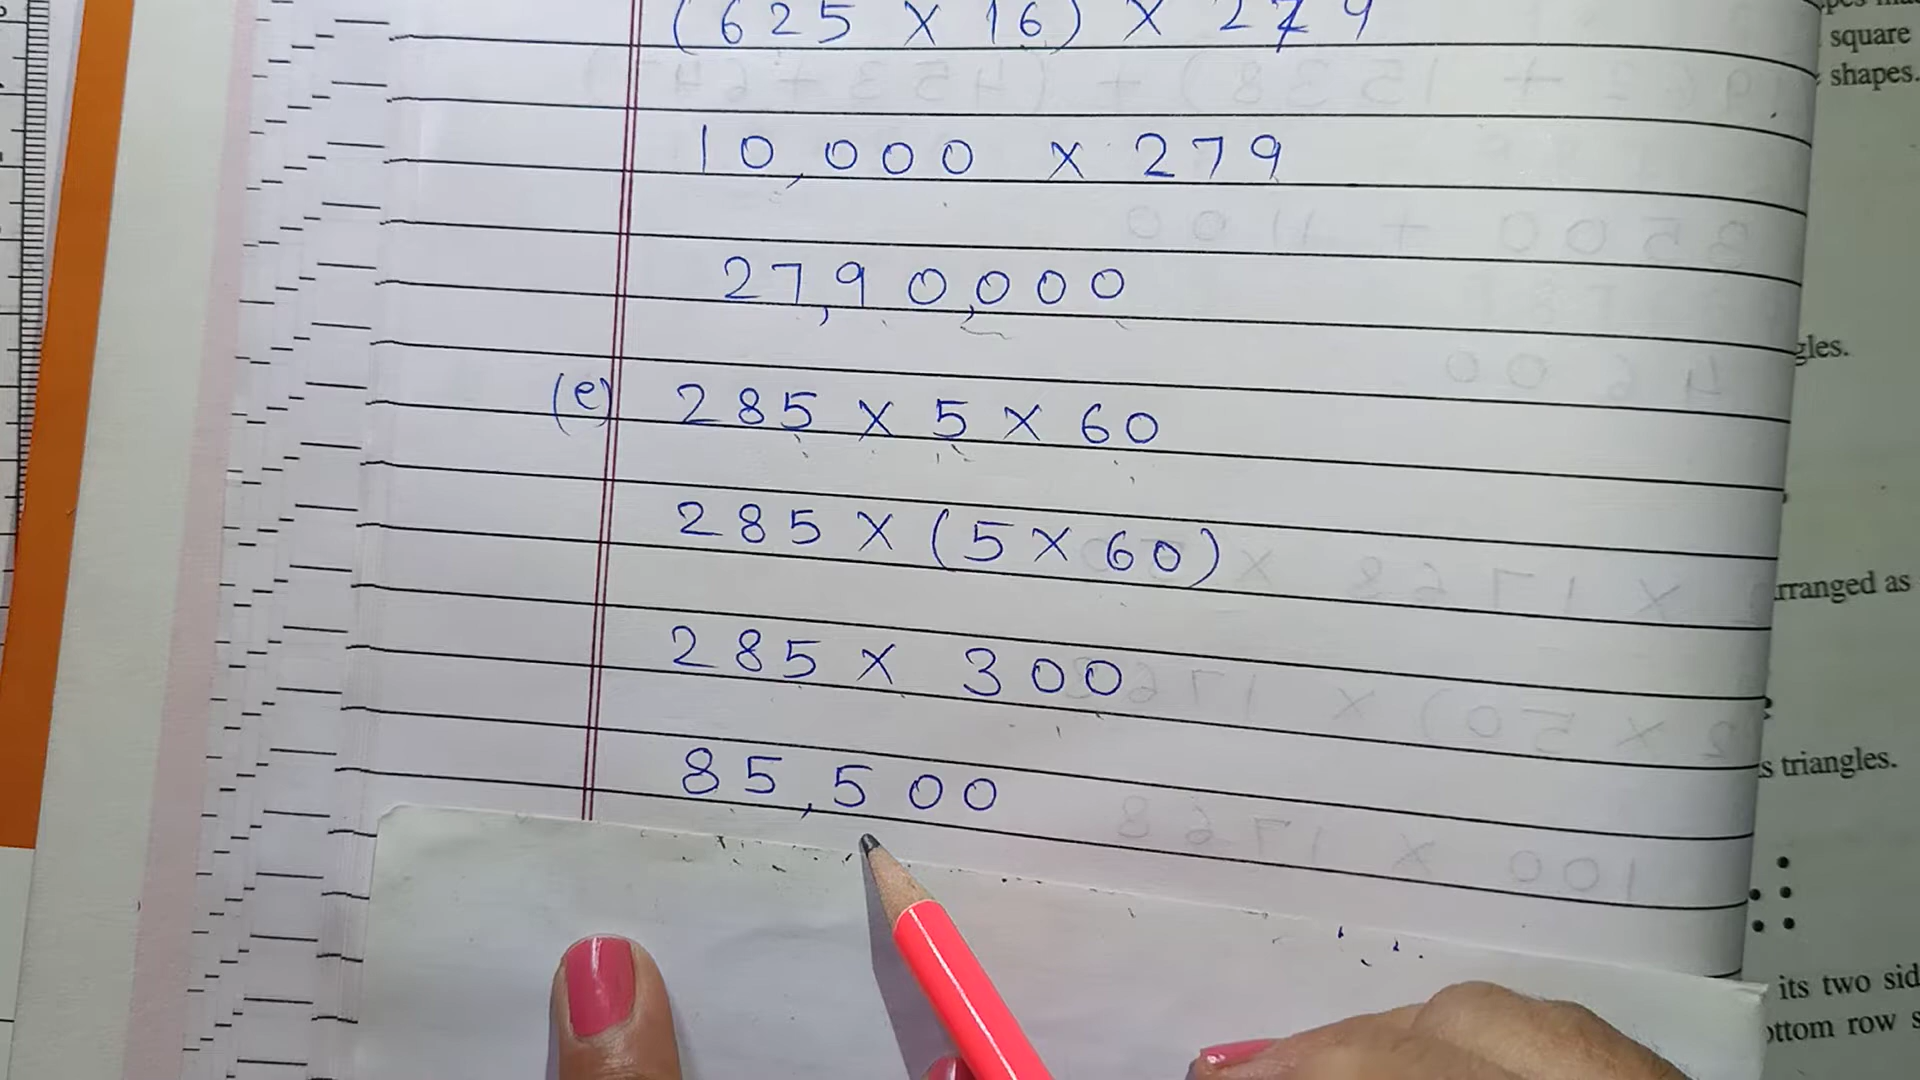 (625 X 16) X 279
10,000 X 279
27,90,000
(e) 285 X 5 X 60
285 X (5 X 60)
285 X 300
85,500
square
shapes.
gles.
rranged as
s triangles.
its two sid
ottom row s